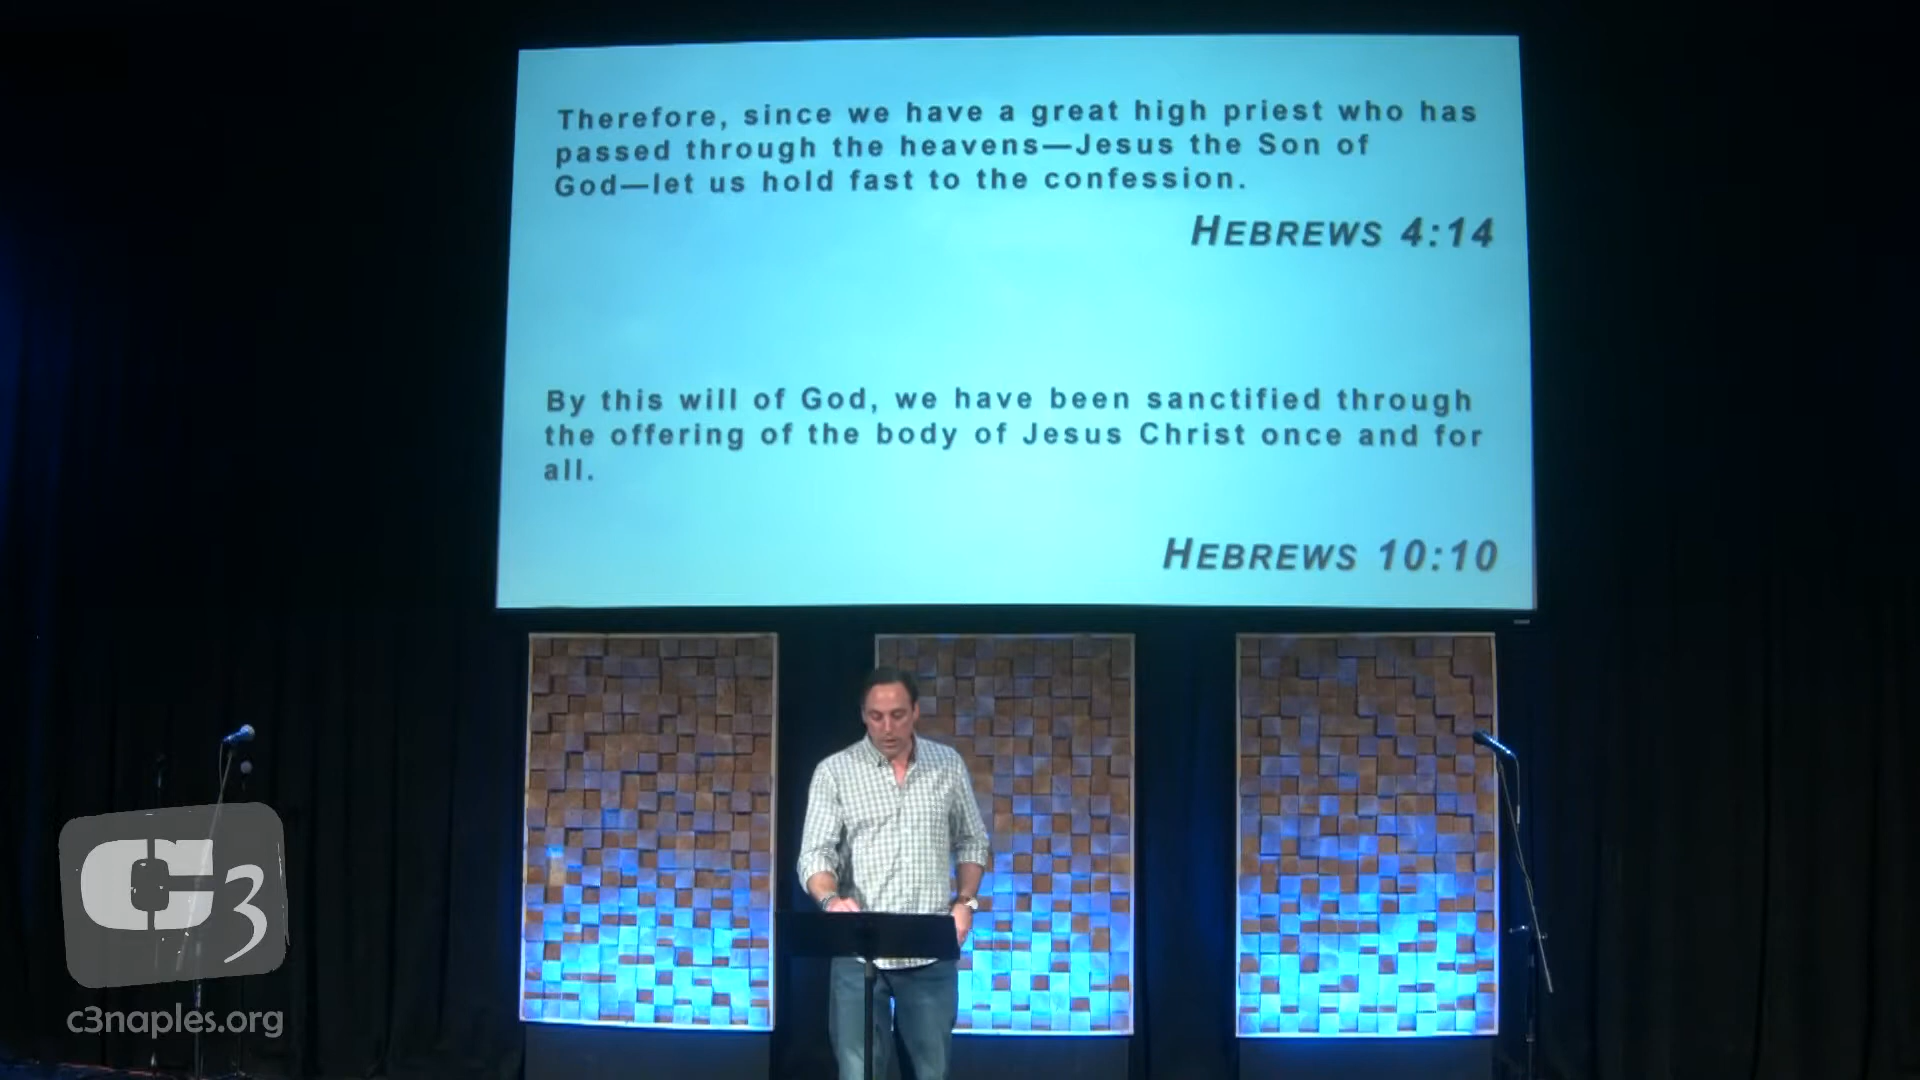 Therefore, since we have a great high priest who has
passed through the heavens—Jesus the Son of
God—let us hold fast to the confession.
HEBREWS 4:14
By this will of God, we have been sanctified through
the offering of the body of Jesus Christ once and for
all.
HEBREWS 10:10
C3
c3naples.org